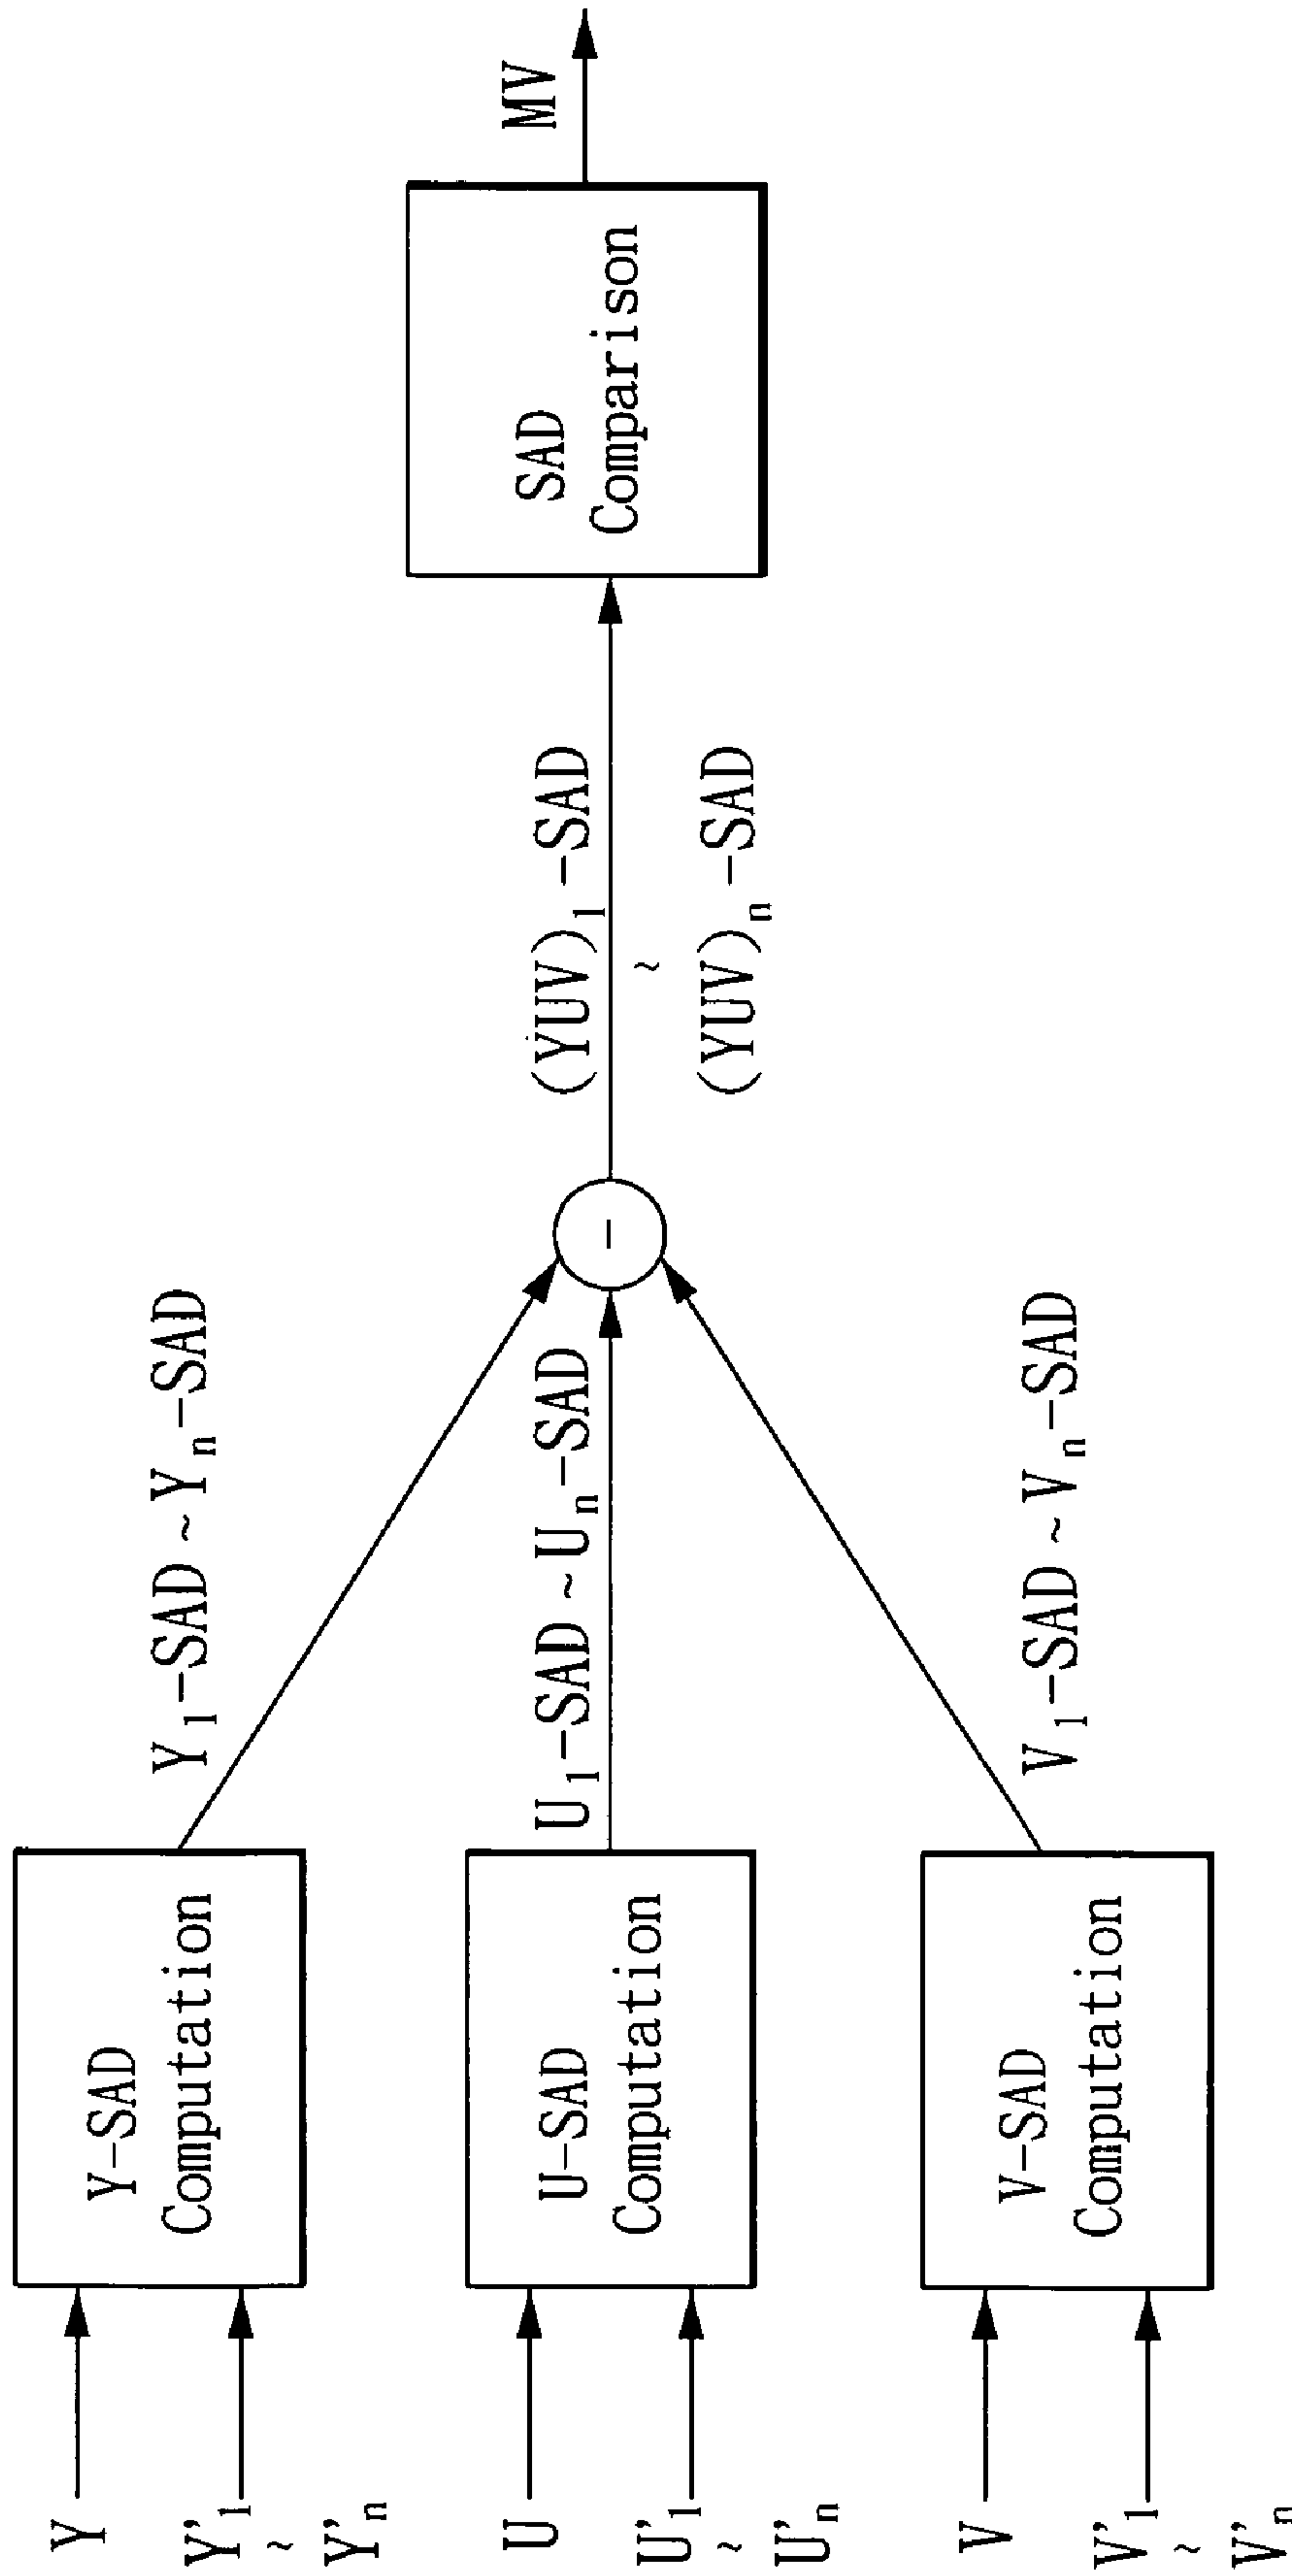 Y
Y'1
~
Y'n
Y-SAD
Computation
Y1-SAD ~ Yn-SAD
U
U'1
~
U'n
U-SAD
Computation
U1-SAD ~ Un-SAD
V
V'1
~
V'n
V-SAD
Computation
V1-SAD ~ Vn-SAD
-
(YUV)1 -SAD
~
(YUV)n -SAD
SAD
Comparison
MV